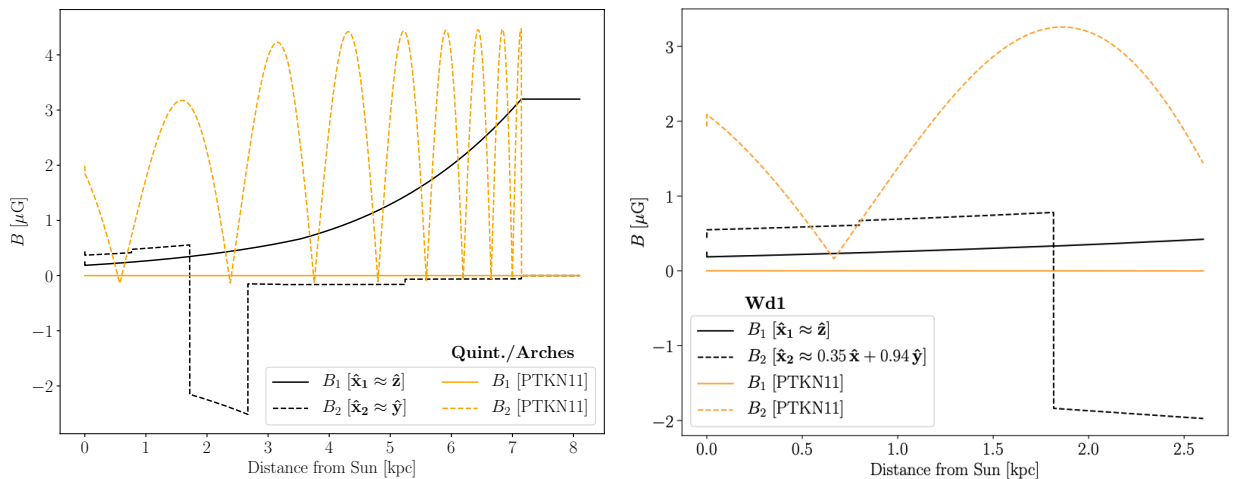 B [μG]
4
3
2
1
0
−1
−2
0 1 2 3 4 5 6 7 8
Distance from Sun [kpc]
Quint./Arches
B₁ [x̂₁ ≈ ẑ]
B₂ [x̂₂ ≈ ŷ]
B₁ [PTKN11]
B₂ [PTKN11]
B [μG]
3
2
1
0
−1
−2
0.0 0.5 1.0 1.5 2.0 2.5
Distance from Sun [kpc]
Wd1
B₁ [x̂₁ ≈ ẑ]
B₂ [x̂₂ ≈ 0.35 x̂ + 0.94 ŷ]
B₁ [PTKN11]
B₂ [PTKN11]